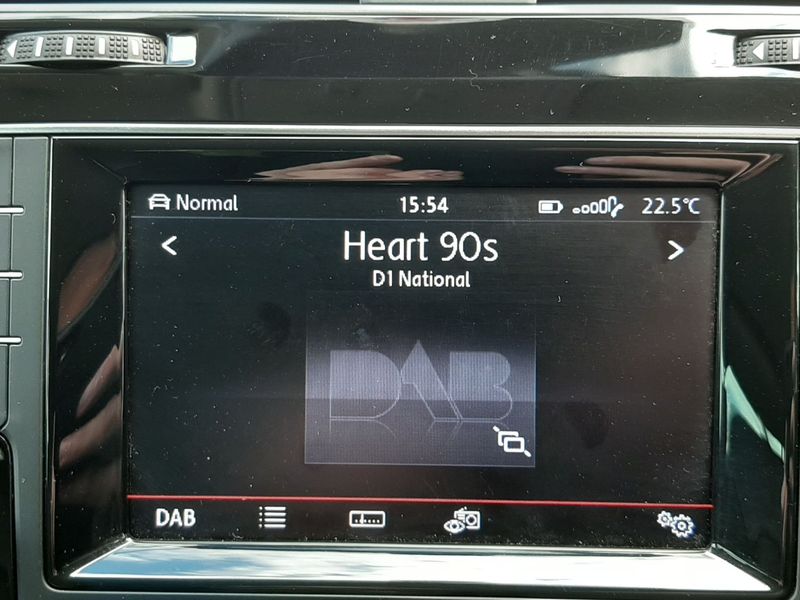 Normal 15:54 22.5°C
Heart 90s
D1 National
DAB
DAB